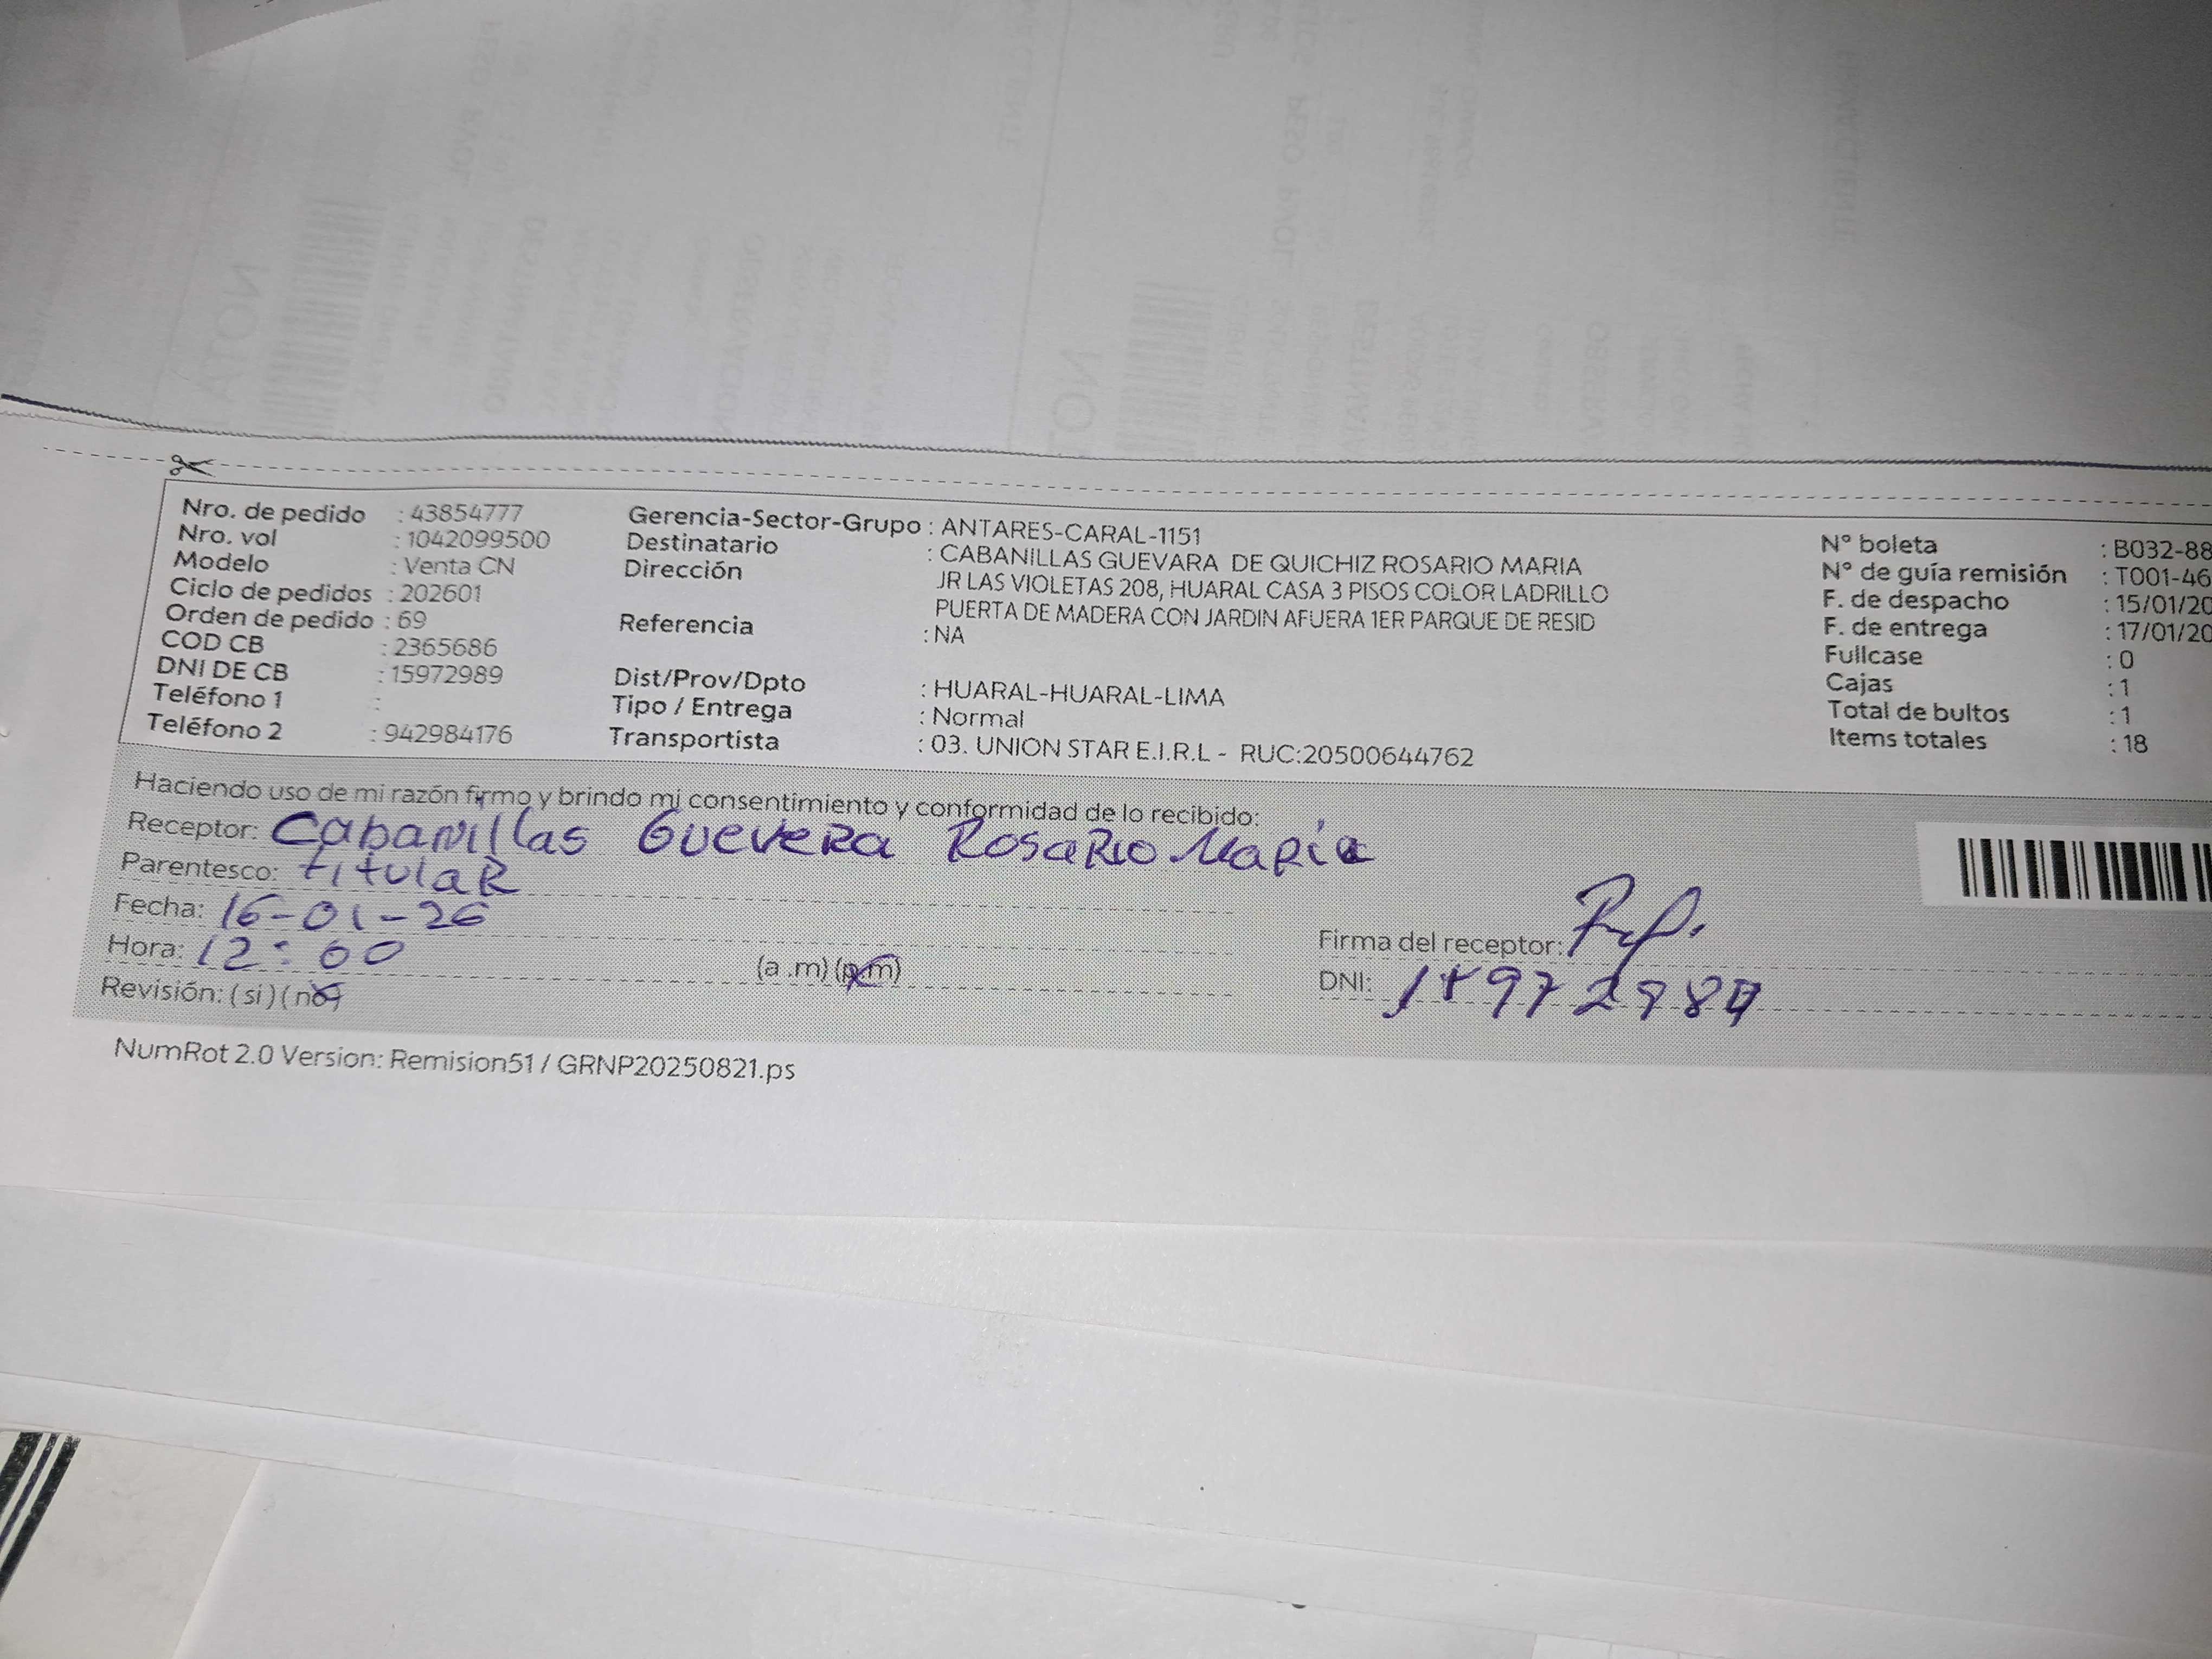 Nro. de pedido : 43854777
Nro. vol : 1042099500
Modelo : Venta CN
Ciclo de pedidos : 202601
Orden de pedido : 69
COD CB : 2365686
DNI DE CB : 15972989
Teléfono 1 :
Teléfono 2 : 942984176
Gerencia-Sector-Grupo : ANTARES-CARAL-1151
Destinatario : CABANILLAS GUEVARA DE QUICHIZ ROSARIO MARIA
Dirección JR LAS VIOLETAS 208, HUARAL CASA 3 PISOS COLOR LADRILLO
PUERTA DE MADERA CON JARDIN AFUERA 1ER PARQUE DE RESID
Referencia : NA
Dist/Prov/Dpto : HUARAL-HUARAL-LIMA
Tipo / Entrega : Normal
Transportista : 03. UNION STAR E.I.R.L - RUC:20500644762
N° boleta : B032-88
N° de guía remisión : T001-46
F. de despacho : 15/01/20
F. de entrega : 17/01/20
Fullcase : 0
Cajas : 1
Total de bultos : 1
Items totales : 18
Haciendo uso de mi razón firmo y brindo mi consentimiento y conformidad de lo recibido:
Receptor: Cabanillas Guevera Rosario Maria
Parentesco: titular
Fecha: 16-01-26
Hora: 12:00 (a .m) (p.m)
Revisión: (si) (no)
Firma del receptor:
DNI:
NumRot 2.0 Version: Remision51 / GRNP20250821.ps